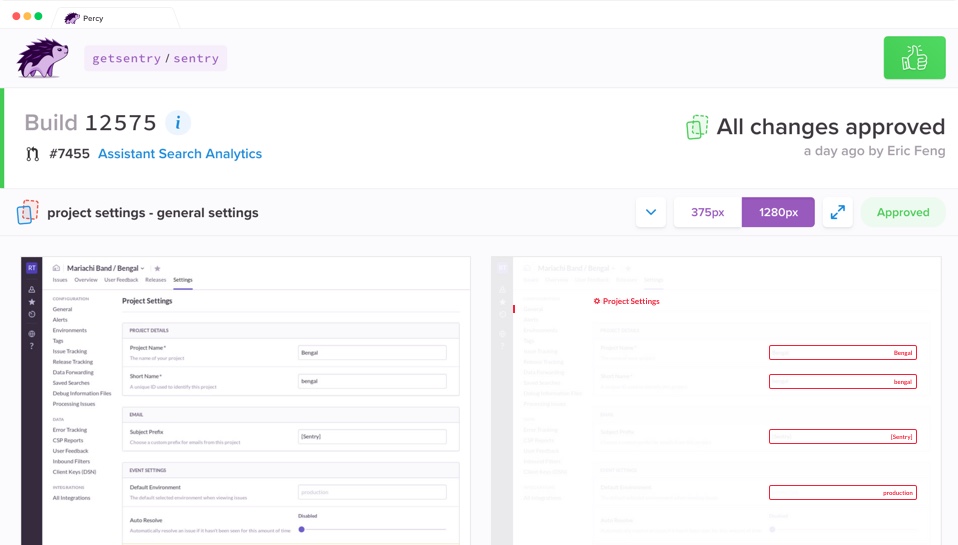 Percy
getsentry / sentry
Build 12575 i
All changes approved
#7455 Assistant Search Analytics
a day ago by Eric Feng
project settings - general settings
375px
1280px
Approved
RT
Mariachi Band / Bengal
Issues Overview User Feedback Releases Settings
CONFIGURATION
General
Alerts
Environments
Tags
Issue Tracking
Release Tracking
Data Forwarding
Saved Searches
Debug Information Files
Processing Issues
DATA
Error Tracking
CSP Reports
User Feedback
Inbound Filters
Client Keys (DSN)
INTEGRATIONS
All Integrations
?
Project Settings
PROJECT DETAILS
Project Name*
The name of your project
Bengal
Short Name*
A unique ID used to identify this project
bengal
EMAIL
Subject Prefix
Choose a custom prefix for emails from this project
[Sentry]
EVENT SETTINGS
Default Environment
The default selected environment when viewing issues
production
Auto Resolve
Automatically resolve an issue if it hasn't been seen for this amount of time
Disabled
Mariachi Band / Bengal
Project Settings
Bengal
bengal
[Sentry]
production